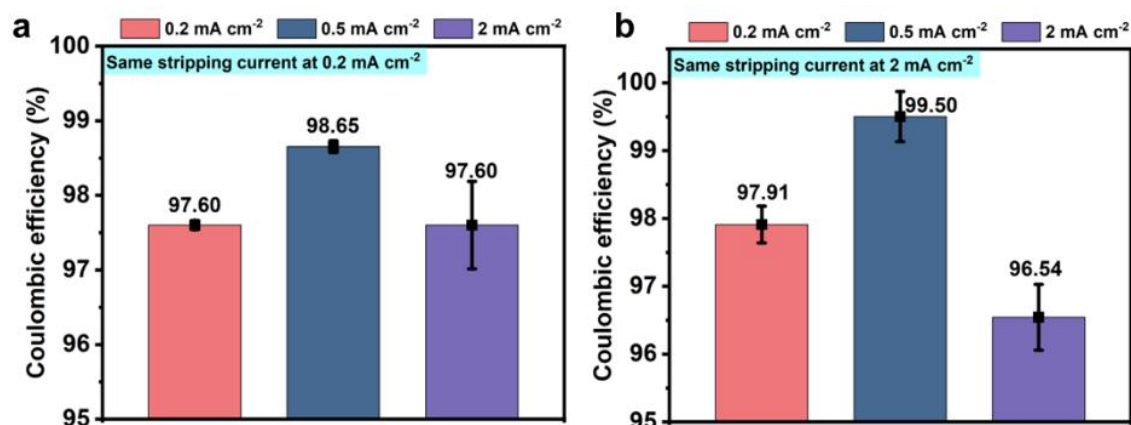 a
0.2 mA cm⁻² 0.5 mA cm⁻² 2 mA cm⁻²
Same stripping current at 0.2 mA cm⁻²
Coulombic efficiency (%)
100
99
98
97
96
95
97.60
98.65
97.60
b
0.2 mA cm⁻² 0.5 mA cm⁻² 2 mA cm⁻²
Same stripping current at 2 mA cm⁻²
Coulombic efficiency (%)
100
99
98
97
96
95
97.91
99.50
96.54